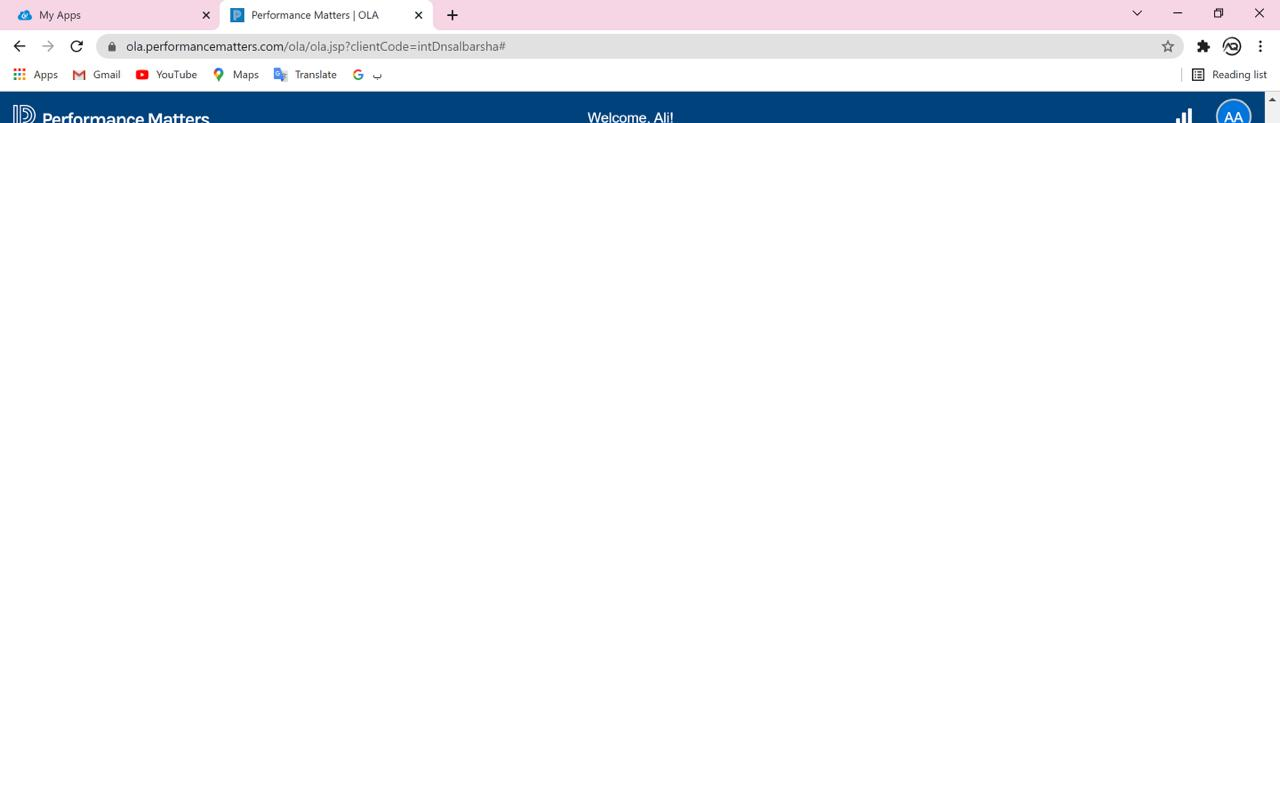 My Apps
Performance Matters | OLA
ola.performancematters.com/ola/ola.jsp?clientCode=intDnsalbarsha#
Apps Gmail YouTube Maps Translate ب Reading list
Performance Matters Welcome, Ali! AA